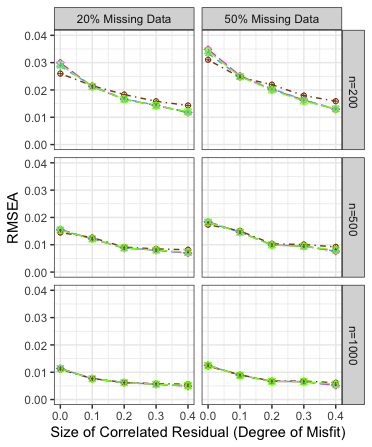 20% Missing Data 50% Missing Data
0.04
0.03
0.02
0.01
0.00
n=200
0.04
0.03
0.02
0.01
0.00
n=500
0.04
0.03
0.02
0.01
0.00
n=1000
RMSEA
0.0 0.1 0.2 0.3 0.4 0.0 0.1 0.2 0.3 0.4
Size of Correlated Residual (Degree of Misfit)